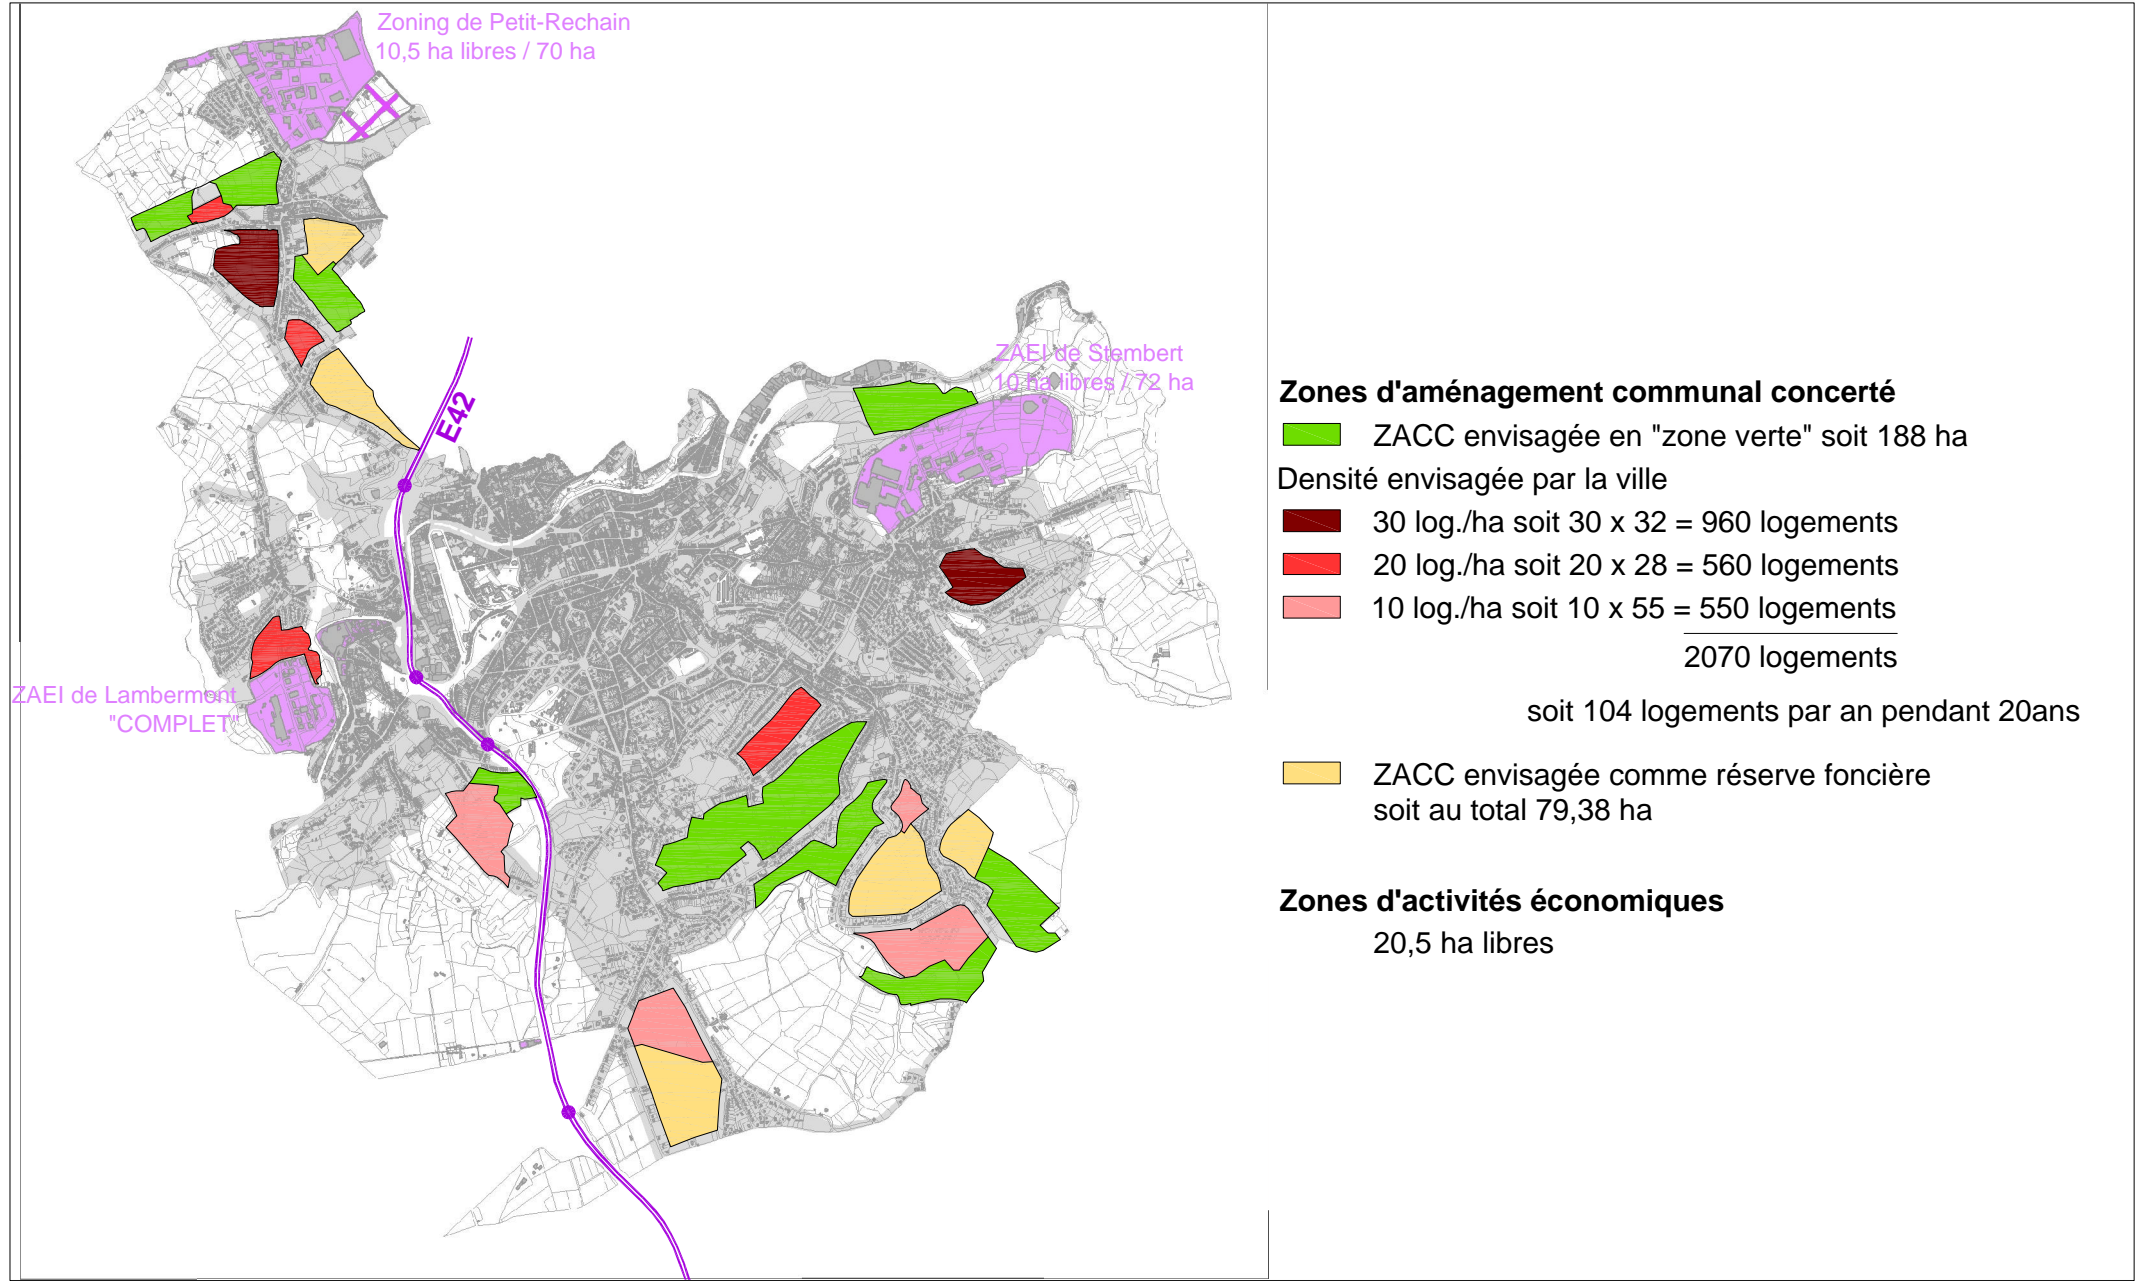 Zoning de Petit-Rechain
10,5 ha libres / 70 ha
E42
ZAEI de Stembert
10 ha libres / 72 ha
ZAEI de Lambermont
"COMPLET"
Zones d'aménagement communal concerté
ZACC envisagée en "zone verte" soit 188 ha
Densité envisagée par la ville
30 log./ha soit 30 x 32 = 960 logements
20 log./ha soit 20 x 28 = 560 logements
10 log./ha soit 10 x 55 = 550 logements
2070 logements
soit 104 logements par an pendant 20ans
ZACC envisagée comme réserve foncière
soit au total 79,38 ha
Zones d'activités économiques
20,5 ha libres